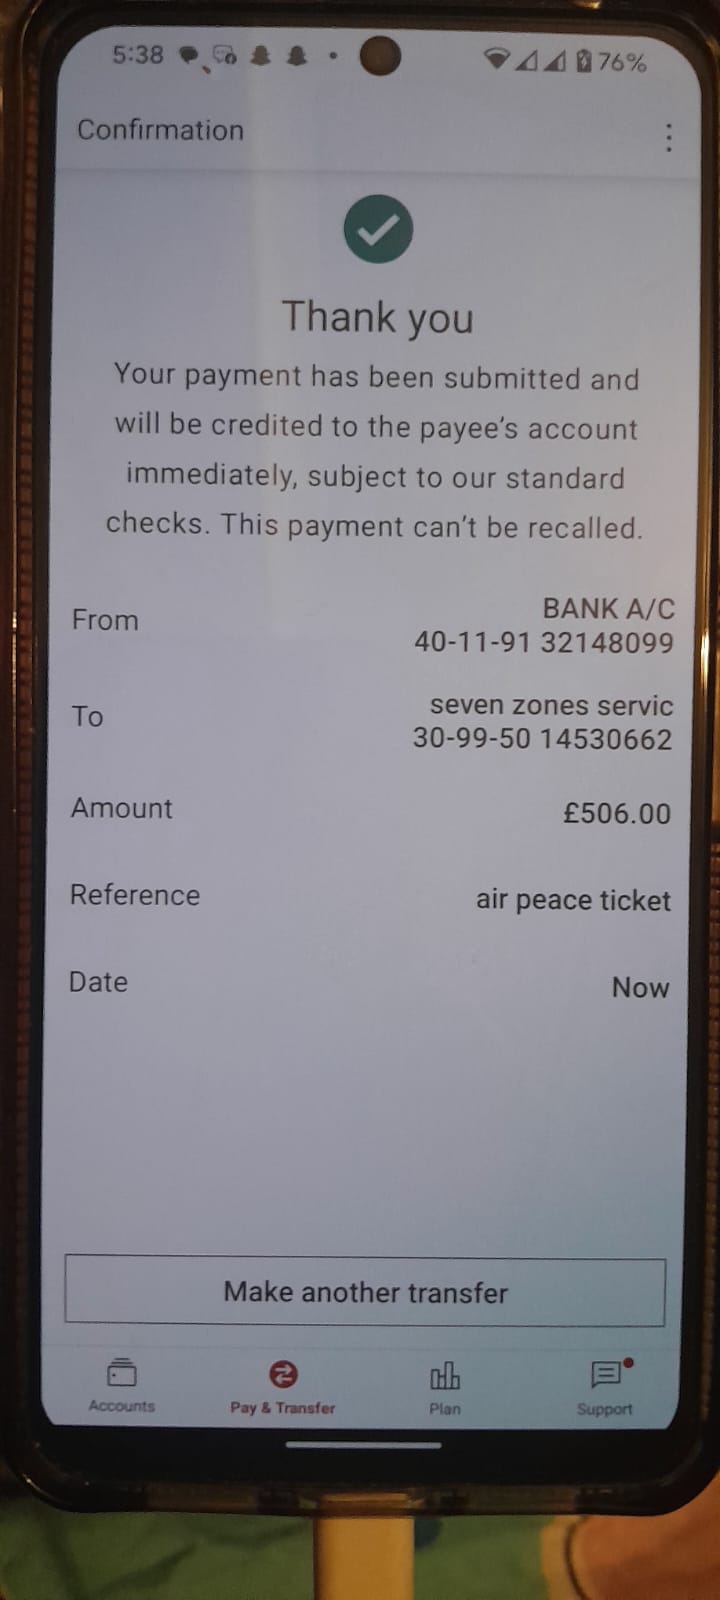 5:38 76%
Confirmation
Thank you
Your payment has been submitted and
will be credited to the payee's account
immediately, subject to our standard
checks. This payment can't be recalled.
From BANK A/C
40-11-91 32148099
To seven zones servic
30-99-50 14530662
Amount £506.00
Reference air peace ticket
Date Now
Make another transfer
Accounts Pay & Transfer Plan Support